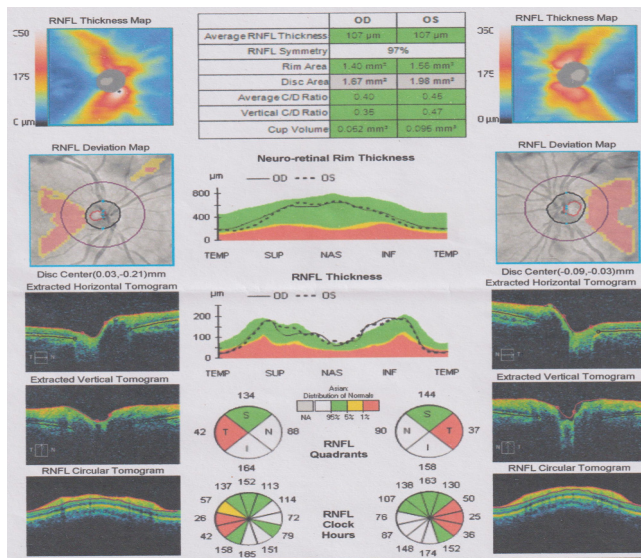 RNFL Thickness Map
350
175
0 µm
OD OS
Average RNFL Thickness 107 µm 107 µm
RNFL Symmetry 97%
Rim Area 1.40 mm² 1.56 mm²
Disc Area 1.67 mm² 1.98 mm²
Average C/D Ratio 0.40 0.45
Vertical C/D Ratio 0.35 0.47
Cup Volume 0.052 mm³ 0.095 mm³
RNFL Thickness Map
350
175
0 µm
RNFL Deviation Map
Disc Center(0.03,-0.21)mm
Neuro-retinal Rim Thickness
µm
OD OS
800
400
0
TEMP SUP NAS INF TEMP
RNFL Deviation Map
Disc Center(-0.09,-0.03)mm
Extracted Horizontal Tomogram
RNFL Thickness
µm
OD OS
200
100
0
TEMP SUP NAS INF TEMP
Extracted Horizontal Tomogram
Extracted Vertical Tomogram
Asian
Distribution of Normals
NA 95% 5% 1%
134
S
42 T N 88
I
164
RNFL
Quadrants
144
S
90 N T 37
I
158
Extracted Vertical Tomogram
RNFL Circular Tomogram
152
137 113
57 114
26 72
42 79
158 151
185
RNFL
Clock
Hours
163
138 130
107 50
76 25
87 36
148 152
174
RNFL Circular Tomogram